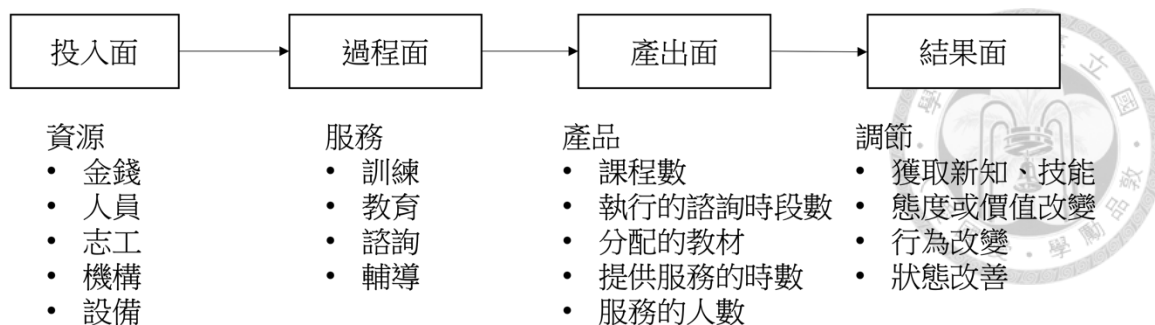 投入面
過程面
產出面
結果面
資源
• 金錢
• 人員
• 志工
• 機構
• 設備
服務
• 訓練
• 教育
• 諮詢
• 輔導
產品
• 課程數
• 執行的諮詢時段數
• 分配的教材
• 提供服務的時數
• 服務的人數
調節
• 獲取新知、技能
• 態度或價值改變
• 行為改變
• 狀態改善